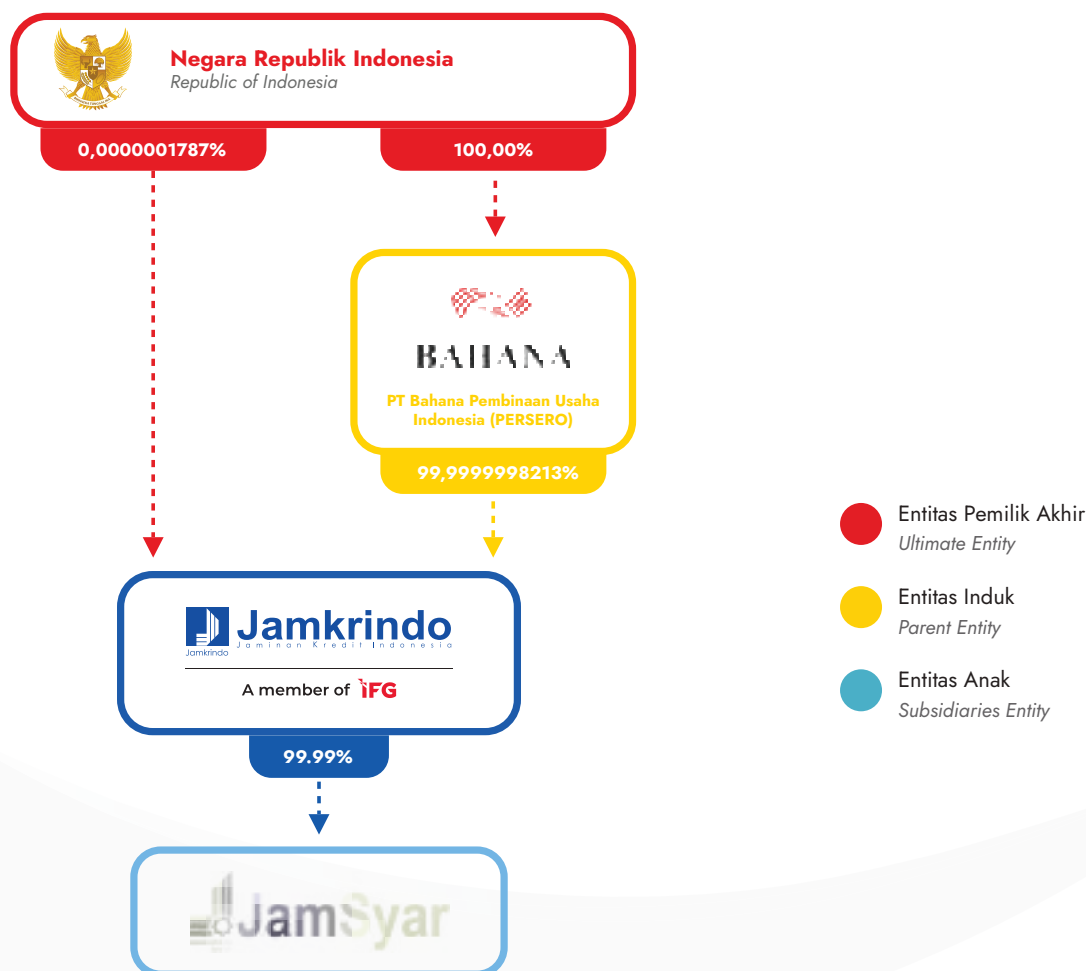 Negara Republik Indonesia
Republic of Indonesia
0,0000001787%
100,00%
BAHANA
PT Bahana Pembinaan Usaha
Indonesia (PERSERO)
99,9999998213%
Entitas Pemilik Akhir
Ultimate Entity
Entitas Induk
Parent Entity
Entitas Anak
Subsidiaries Entity
Jamkrindo
Jamkrindo
Jaminan Kredit Indonesia
A member of IFG
99.99%
JamSyar